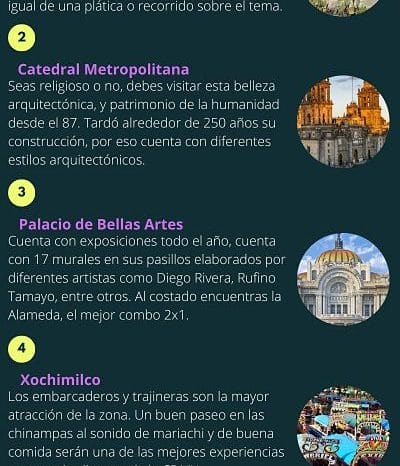 igual de una plática o recorrido sobre el tema.
2
Catedral Metropolitana
Seas religioso o no, debes visitar esta belleza
arquitectónica, y patrimonio de la humanidad
desde el 87. Tardó alrededor de 250 años su
construcción, por eso cuenta con diferentes
estilos arquitectónicos.
3
Palacio de Bellas Artes
Cuenta con exposiciones todo el año, cuenta
con 17 murales en sus pasillos elaborados por
diferentes artistas como Diego Rivera, Rufino
Tamayo, entre otros. Al costado encuentras la
Alameda, el mejor combo 2x1.
4
Xochimilco
Los embarcaderos y trajineras son la mayor
atracción de la zona. Un buen paseo en las
chinampas al sonido de mariachi y de buena
comida serán una de las mejores experiencias